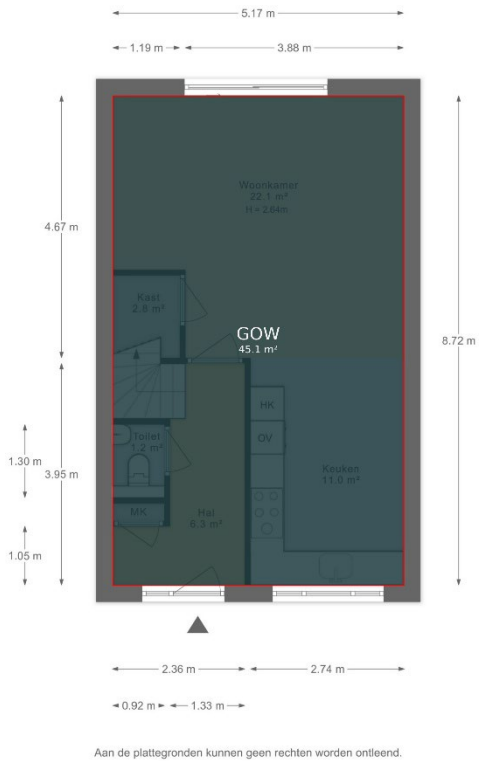 5.17 m
1.19 m
3.88 m
Woonkamer
22.1 m²
H = 2.64m
4.67 m
Kast
2.8 m²
GOW
45.1 m²
8.72 m
HK
OV
Toilet
1.2 m²
1.30 m
3.95 m
Keuken
11.0 m²
MK
Hal
6.3 m²
1.05 m
2.36 m
2.74 m
0.92 m
1.33 m
Aan de plattegronden kunnen geen rechten worden ontleend.